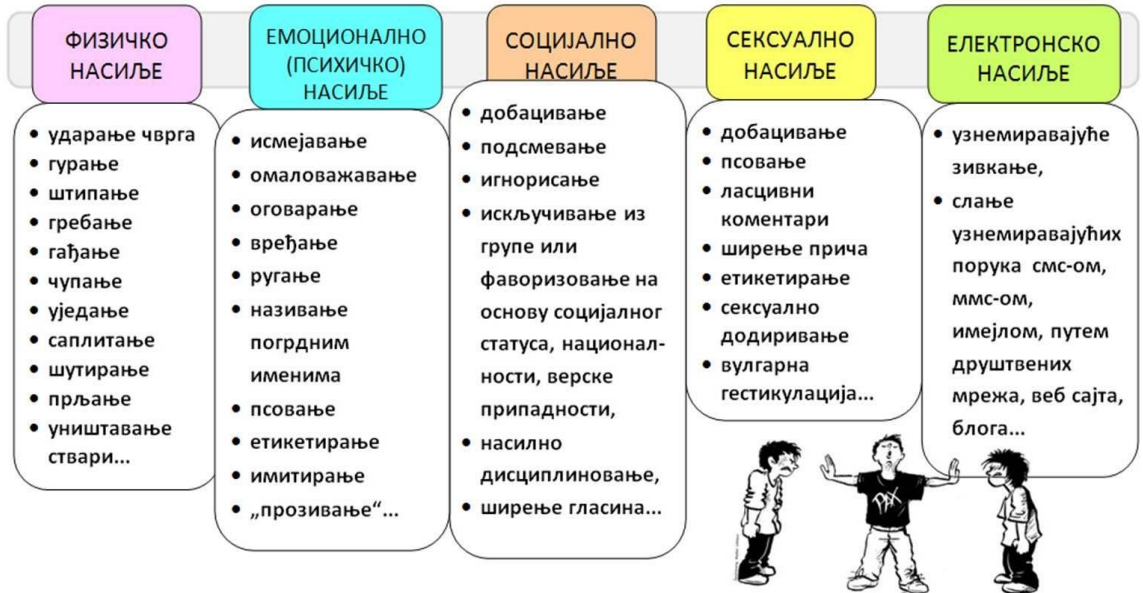 ФИЗИЧКО
НАСИЉЕ
• ударање чврга
• гурање
• штипање
• гребање
• гађање
• чупање
• уједање
• саплитање
• шутирање
• прљање
• уништавање
ствари...
ЕМОЦИОНАЛНО
(ПСИХИЧКО)
НАСИЉЕ
• исмејавање
• омаловажавање
• оговарање
• вређање
• ругање
• називање
погрдним
именима
• псовање
• етикетирање
• имитирање
• „прозивање“...
СОЦИЈАЛНО
НАСИЉЕ
• добацивање
• подсмевање
• игнорисање
• искључивање из
групе или
фаворизовање на
основу социјалног
статуса, национал-
ности, верске
припадности,
• насилно
дисциплиновање,
• ширење гласина...
СЕКСУАЛНО
НАСИЉЕ
• добацивање
• псовање
• ласцивни
коментари
• ширење прича
• етикетирање
• сексуално
додиривање
• вулгарна
гестикулација...
ЕЛЕКТРОНСКО
НАСИЉЕ
• узнемиравајуће
зивкање,
• слање
узнемиравајућих
порука смс-ом,
ммс-ом,
имејлом, путем
друштвених
мрежа, веб сајта,
блога...
PAX